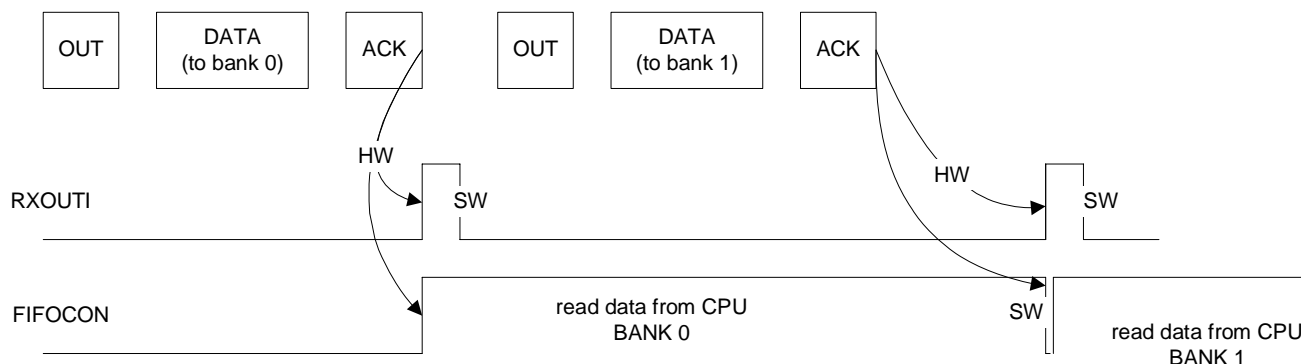 OUT
DATA
(to bank 0)
ACK
OUT
DATA
(to bank 1)
ACK
HW
HW
RXOUTI
SW
SW
FIFOCON
read data from CPU
BANK 0
SW
read data from CPU
BANK 1